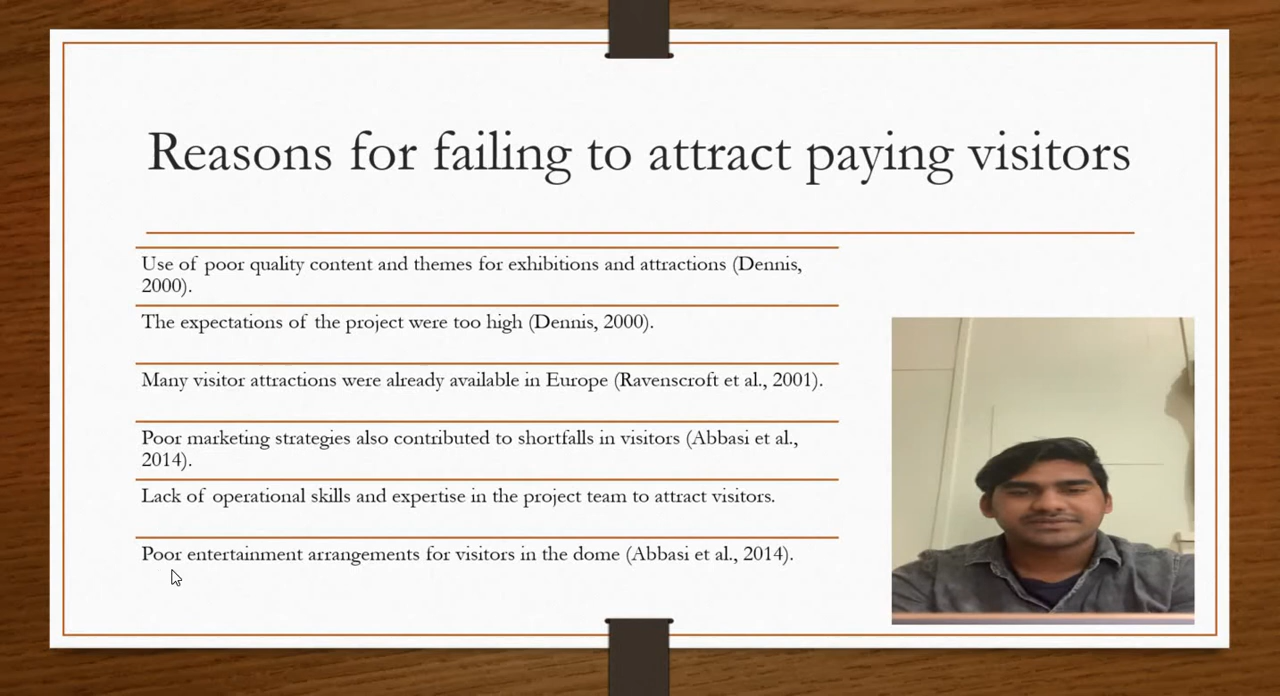 Reasons for failing to attract paying visitors
Use of poor quality content and themes for exhibitions and attractions (Dennis,
2000).
The expectations of the project were too high (Dennis, 2000).
Many visitor attractions were already available in Europe (Ravenscroft et al., 2001).
Poor marketing strategies also contributed to shortfalls in visitors (Abbasi et al.,
2014).
Lack of operational skills and expertise in the project team to attract visitors.
Poor entertainment arrangements for visitors in the dome (Abbasi et al., 2014).